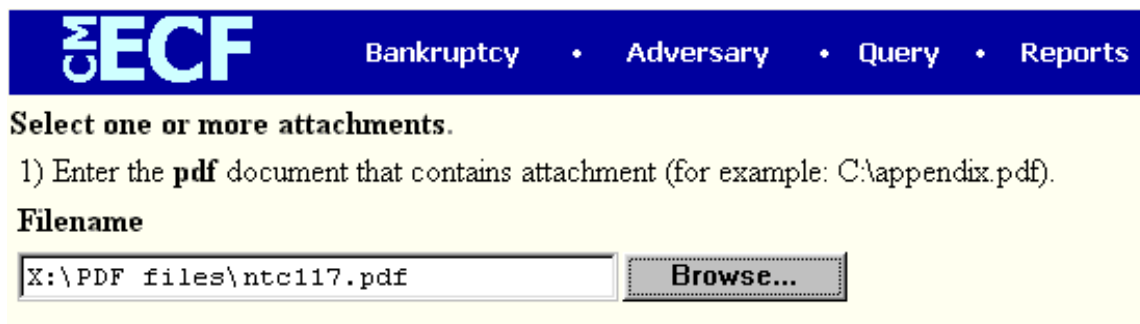 CM ECF Bankruptcy • Adversary • Query • Reports
Select one or more attachments.
1) Enter the pdf document that contains attachment (for example: C:\appendix.pdf).
Filename
X:\PDF files\ntc117.pdf Browse...